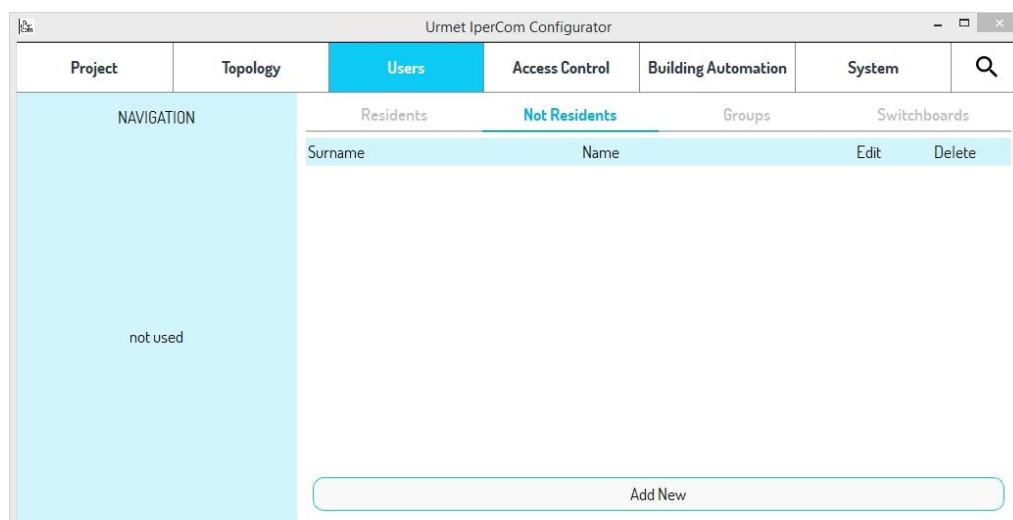 Urmet IperCom Configurator
Project Topology Users Access Control Building Automation System
NAVIGATION
Residents Not Residents Groups Switchboards
Surname Name Edit Delete
not used
Add New